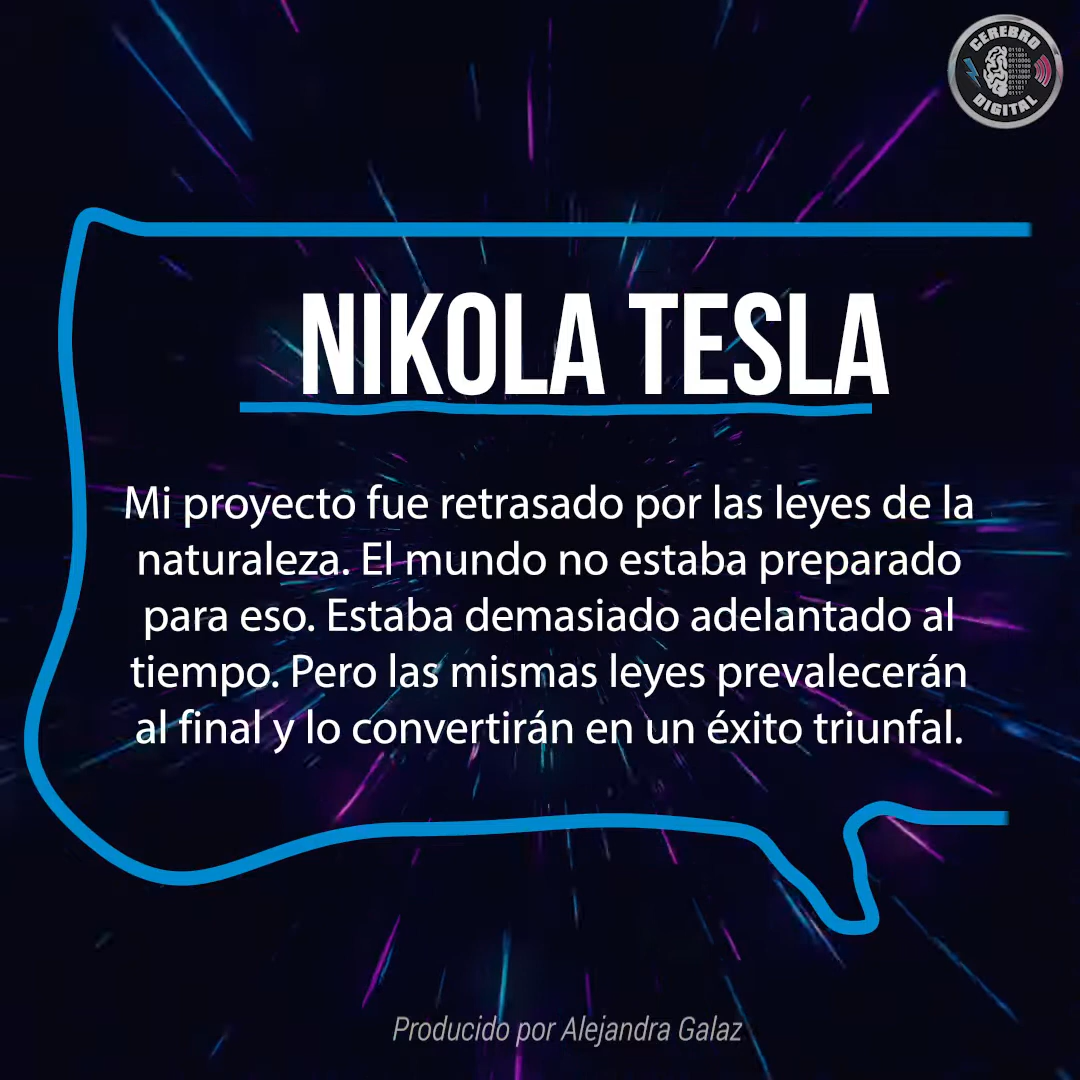 CEREBRO
DIGITAL
NIKOLA TESLA
Mi proyecto fue retrasado por las leyes de la
naturaleza. El mundo no estaba preparado
para eso. Estaba demasiado adelantado al
tiempo. Pero las mismas leyes prevalecerán
al final y lo convertirán en un éxito triunfal.
Producido por Alejandra Galaz